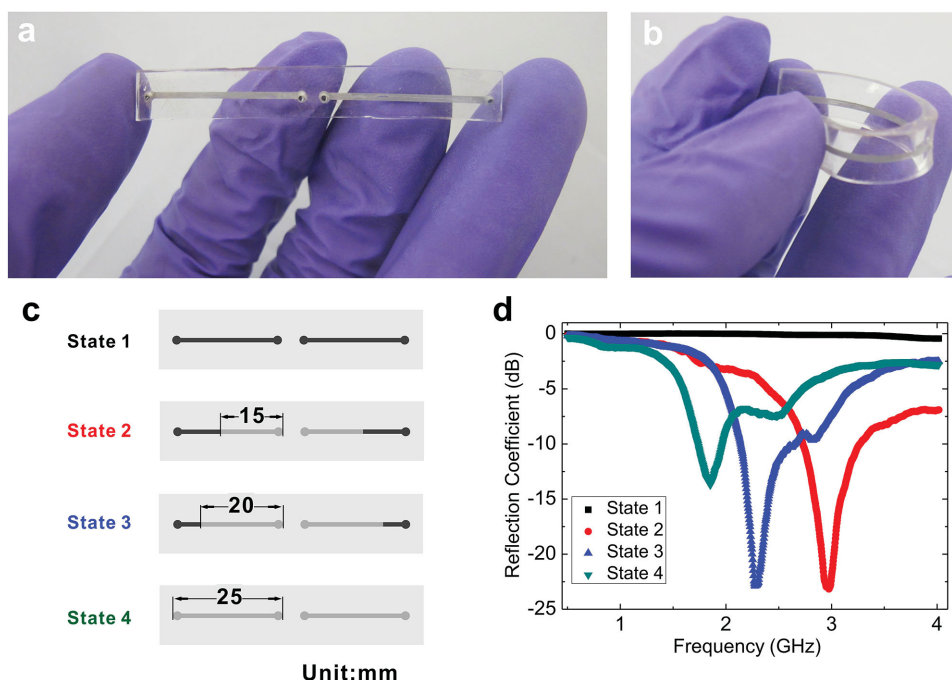 a
b
c
State 1
State 2
15
State 3
20
State 4
25
Unit:mm
d
Reflection Coefficient (dB)
0
-5
-10
-15
-20
-25
State 1
State 2
State 3
State 4
1
2
3
4
Frequency (GHz)